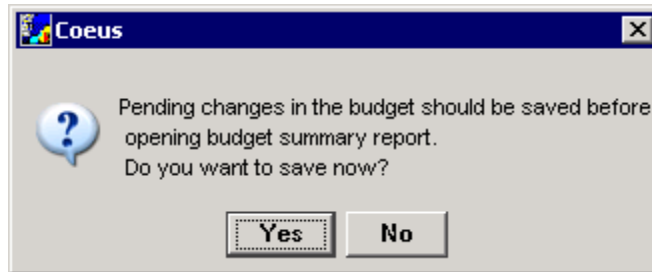 Coeus
Pending changes in the budget should be saved before
opening budget summary report.
Do you want to save now?
Yes No